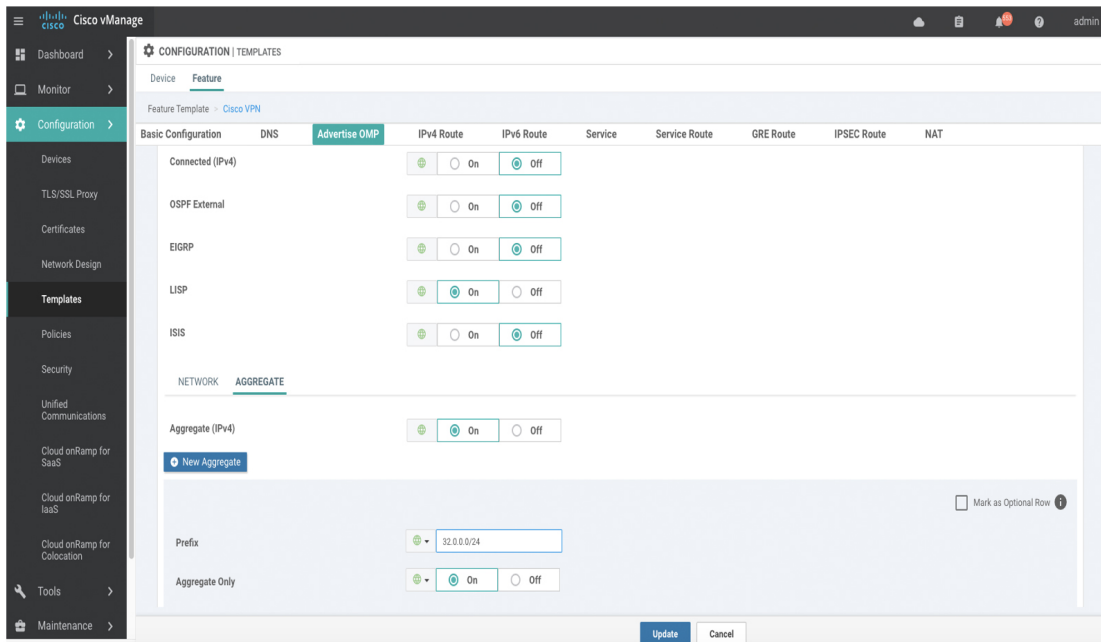 CISCO Cisco vManage 653 admin
Dashboard
Monitor
Configuration
Devices
TLS/SSL Proxy
Certificates
Network Design
Templates
Policies
Security
Unified
Communications
Cloud onRamp for
SaaS
Cloud onRamp for
IaaS
Cloud onRamp for
Colocation
Tools
Maintenance
CONFIGURATION | TEMPLATES
Device Feature
Feature Template > Cisco VPN
Basic Configuration DNS Advertise OMP IPv4 Route IPv6 Route Service Service Route GRE Route IPSEC Route NAT
Connected (IPv4) On Off
OSPF External On Off
EIGRP On Off
LISP On Off
ISIS On Off
NETWORK AGGREGATE
Aggregate (IPv4) On Off
New Aggregate
Mark as Optional Row i
Prefix 32.0.0.0/24
Aggregate Only On Off
Update Cancel